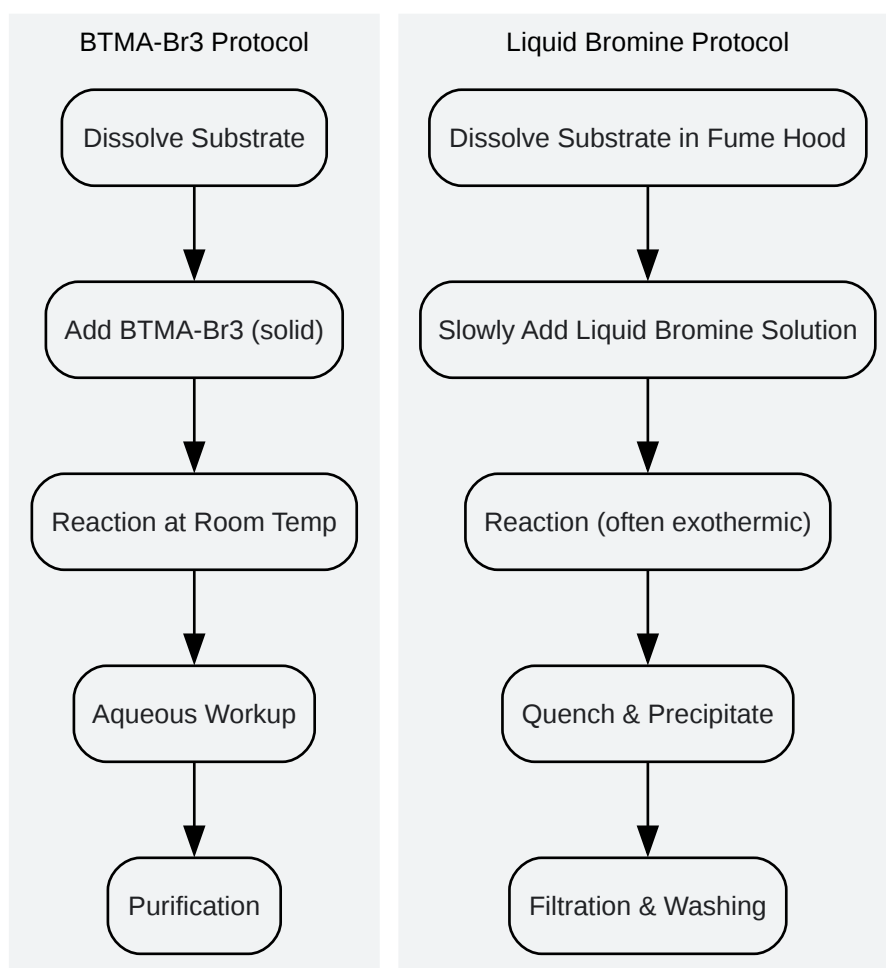 BTMA-Br3 Protocol
Dissolve Substrate
Add BTMA-Br3 (solid)
Reaction at Room Temp
Aqueous Workup
Purification
Liquid Bromine Protocol
Dissolve Substrate in Fume Hood
Slowly Add Liquid Bromine Solution
Reaction (often exothermic)
Quench & Precipitate
Filtration & Washing